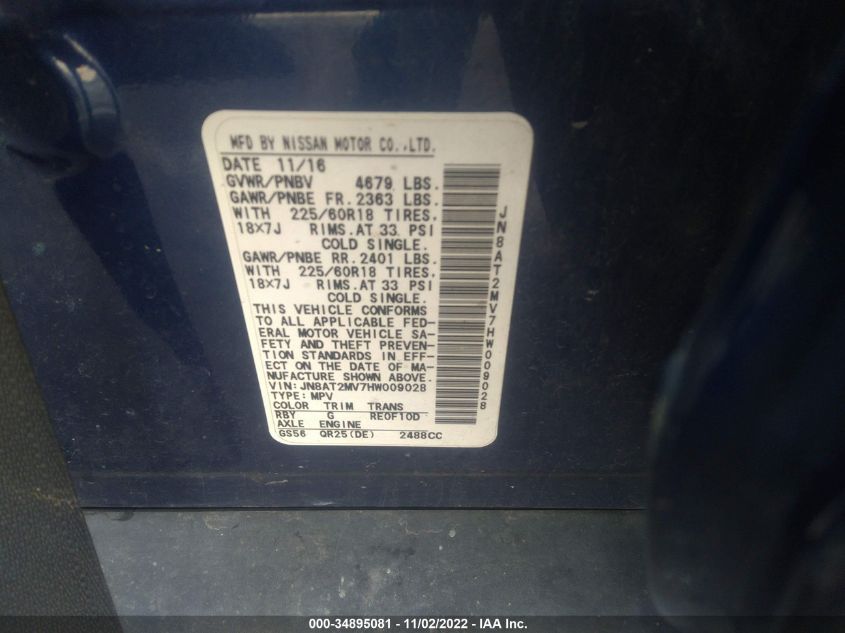 MFD BY NISSAN MOTOR CO.,LTD.
DATE 11/16
GVWR/PNBV 4679 LBS.
GAWR/PNBE FR. 2363 LBS.
WITH 225/60R18 TIRES,
18X7J RIMS.AT 33 PSI
COLD SINGLE.
GAWR/PNBE RR. 2401 LBS.
WITH 225/60R18 TIRES,
18X7J RIMS.AT 33 PSI
COLD SINGLE.
THIS VEHICLE CONFORMS
TO ALL APPLICABLE FED-
ERAL MOTOR VEHICLE SA-
FETY AND THEFT PREVEN-
TION STANDARDS IN EFF-
ECT ON THE DATE OF MA-
NUFACTURE SHOWN ABOVE.
VIN: JN8AT2MV7HW009028
TYPE: MPV
COLOR TRIM TRANS
RBY G RE0F10D
AXLE ENGINE
GS56 QR25(DE) 2488CC
JN8AT2MV7HW009028
000-34895081 - 11/02/2022 - IAA Inc.